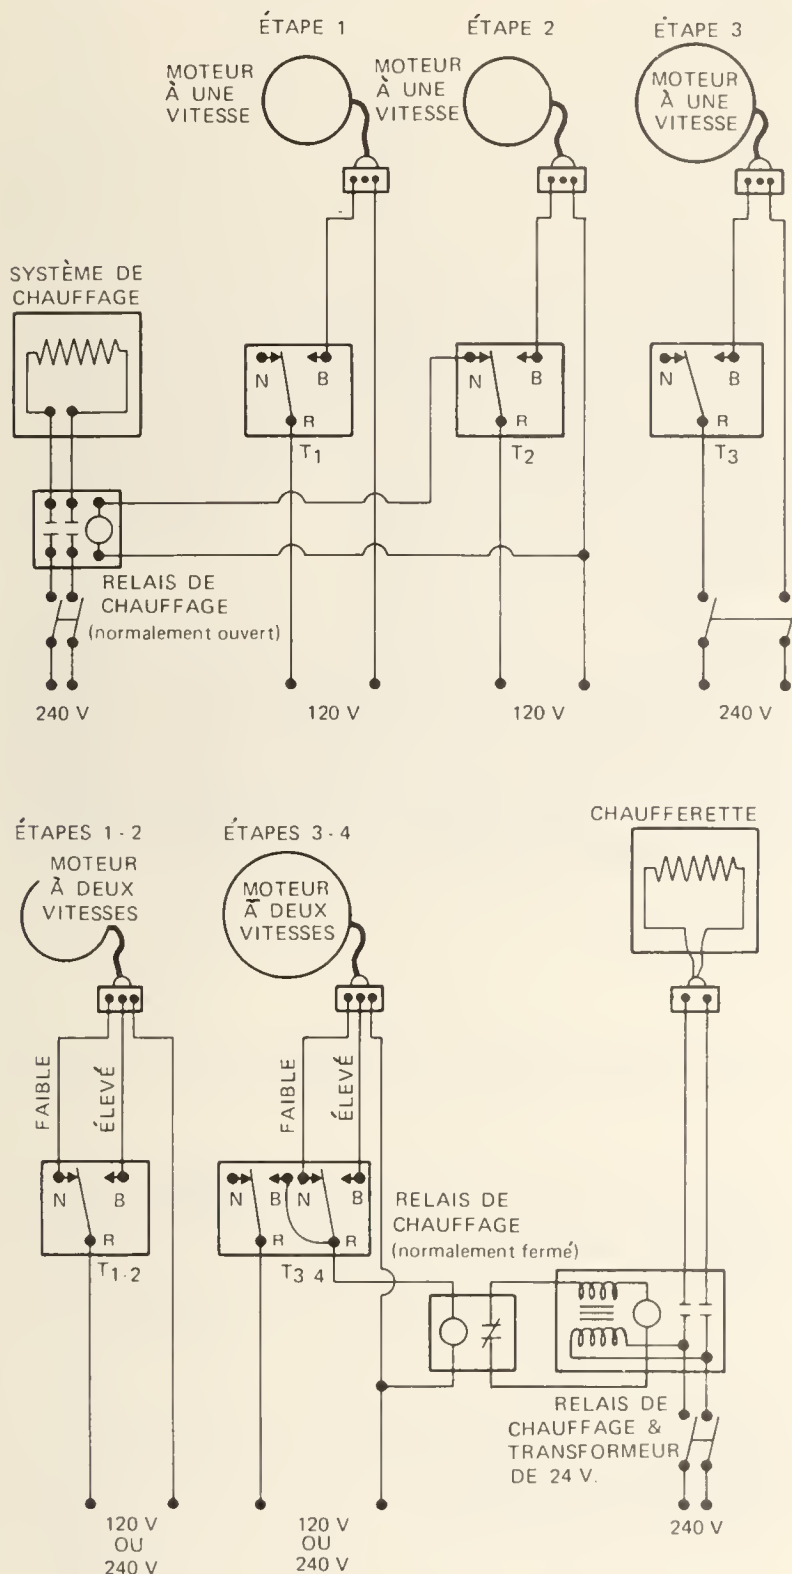 ÉTAPE 1
ÉTAPE 2
ÉTAPE 3
MOTEUR
À UNE
VITESSE
MOTEUR
À UNE
VITESSE
MOTEUR
À UNE
VITESSE
SYSTÈME DE
CHAUFFAGE
N
B
R
T1
N
B
R
T2
N
B
R
T3
RELAIS DE
CHAUFFAGE
(normalement ouvert)
240 V
120 V
120 V
240 V
ÉTAPES 1-2
MOTEUR
À DEUX
VITESSES
ÉTAPES 3-4
MOTEUR
À DEUX
VITESSES
CHAUFFERETTE
FAIBLE
ÉLEVÉ
FAIBLE
ÉLEVÉ
N
B
R
T1-2
N
B
N
B
R
R
T3 4
RELAIS DE
CHAUFFAGE
(normalement fermé)
RELAIS DE
CHAUFFAGE &
TRANSFORMEUR
DE 24 V.
120 V
OU
240 V
120 V
OU
240 V
240 V